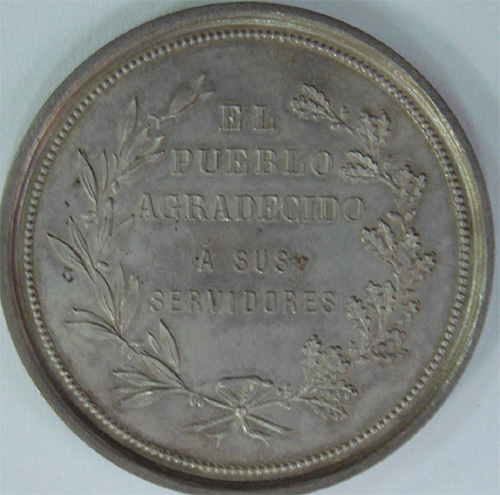 EL
PUEBLO
AGRADECIDO
Á SUS
SERVIDORES